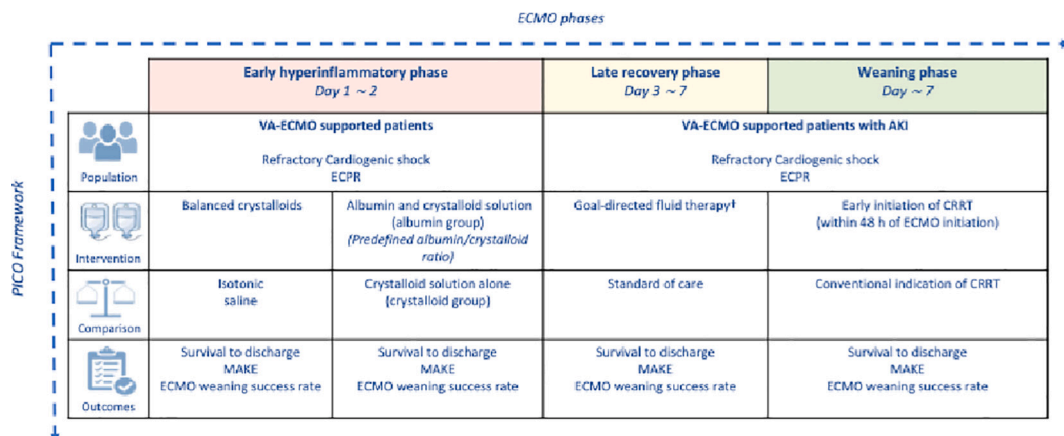 ECMO phases
PICO Framework
Early hyperinflammatory phase
Day 1 ~ 2
Late recovery phase
Day 3 ~ 7
Weaning phase
Day ~ 7
Population
VA-ECMO supported patients
Refractory Cardiogenic shock
ECPR
VA-ECMO supported patients with AKI
Refractory Cardiogenic shock
ECPR
Intervention
Balanced crystalloids
Albumin and crystalloid solution
(albumin group)
(Predefined albumin/crystalloid
ratio)
Goal-directed fluid therapy†
Early initiation of CRRT
(within 48 h of ECMO initiation)
Comparison
Isotonic
saline
Crystalloid solution alone
(crystalloid group)
Standard of care
Conventional indication of CRRT
Outcomes
Survival to discharge
MAKE
ECMO weaning success rate
Survival to discharge
MAKE
ECMO weaning success rate
Survival to discharge
MAKE
ECMO weaning success rate
Survival to discharge
MAKE
ECMO weaning success rate